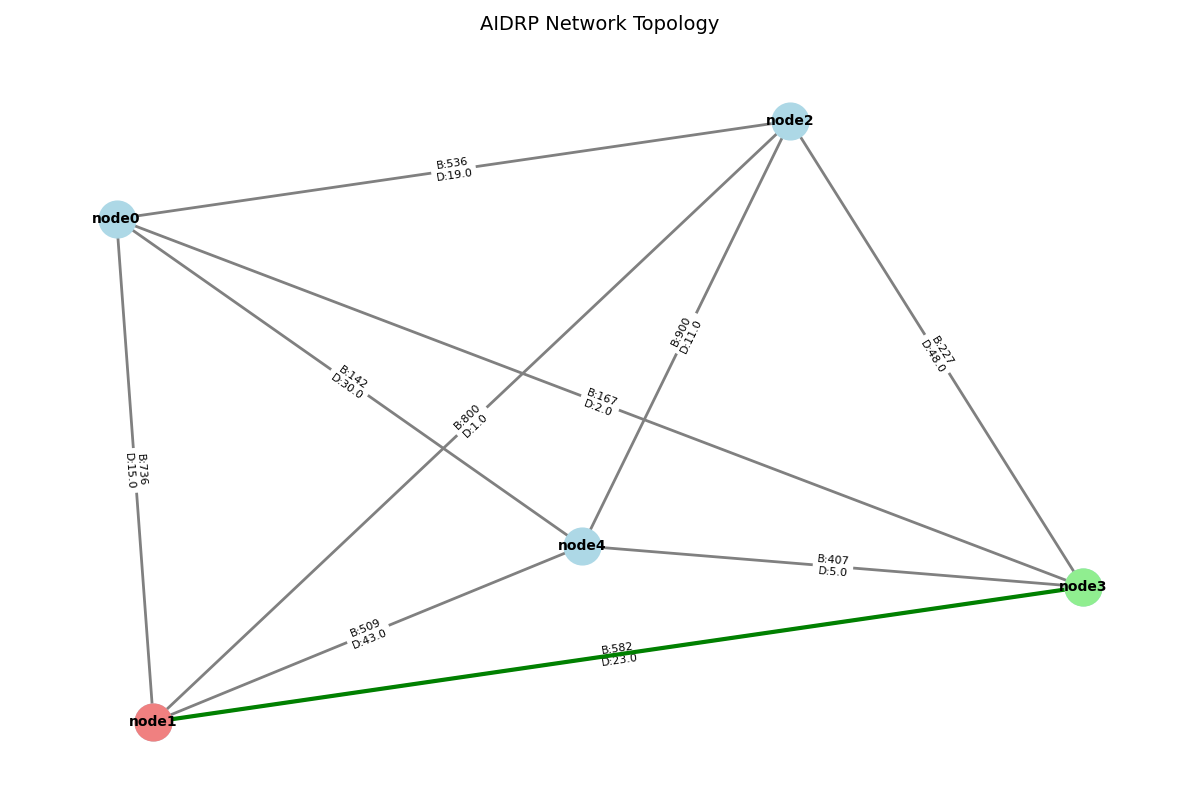 AIDRP Network Topology
node2
B:536
D:19.0
node0
B:900
D:11.0
B:227
D:48.0
B:142
D:30.0
B:167
D:2.0
B:800
D:1.0
B:736
D:15.0
node4
B:407
D:5.0
node3
B:509
D:43.0
B:582
D:23.0
node1